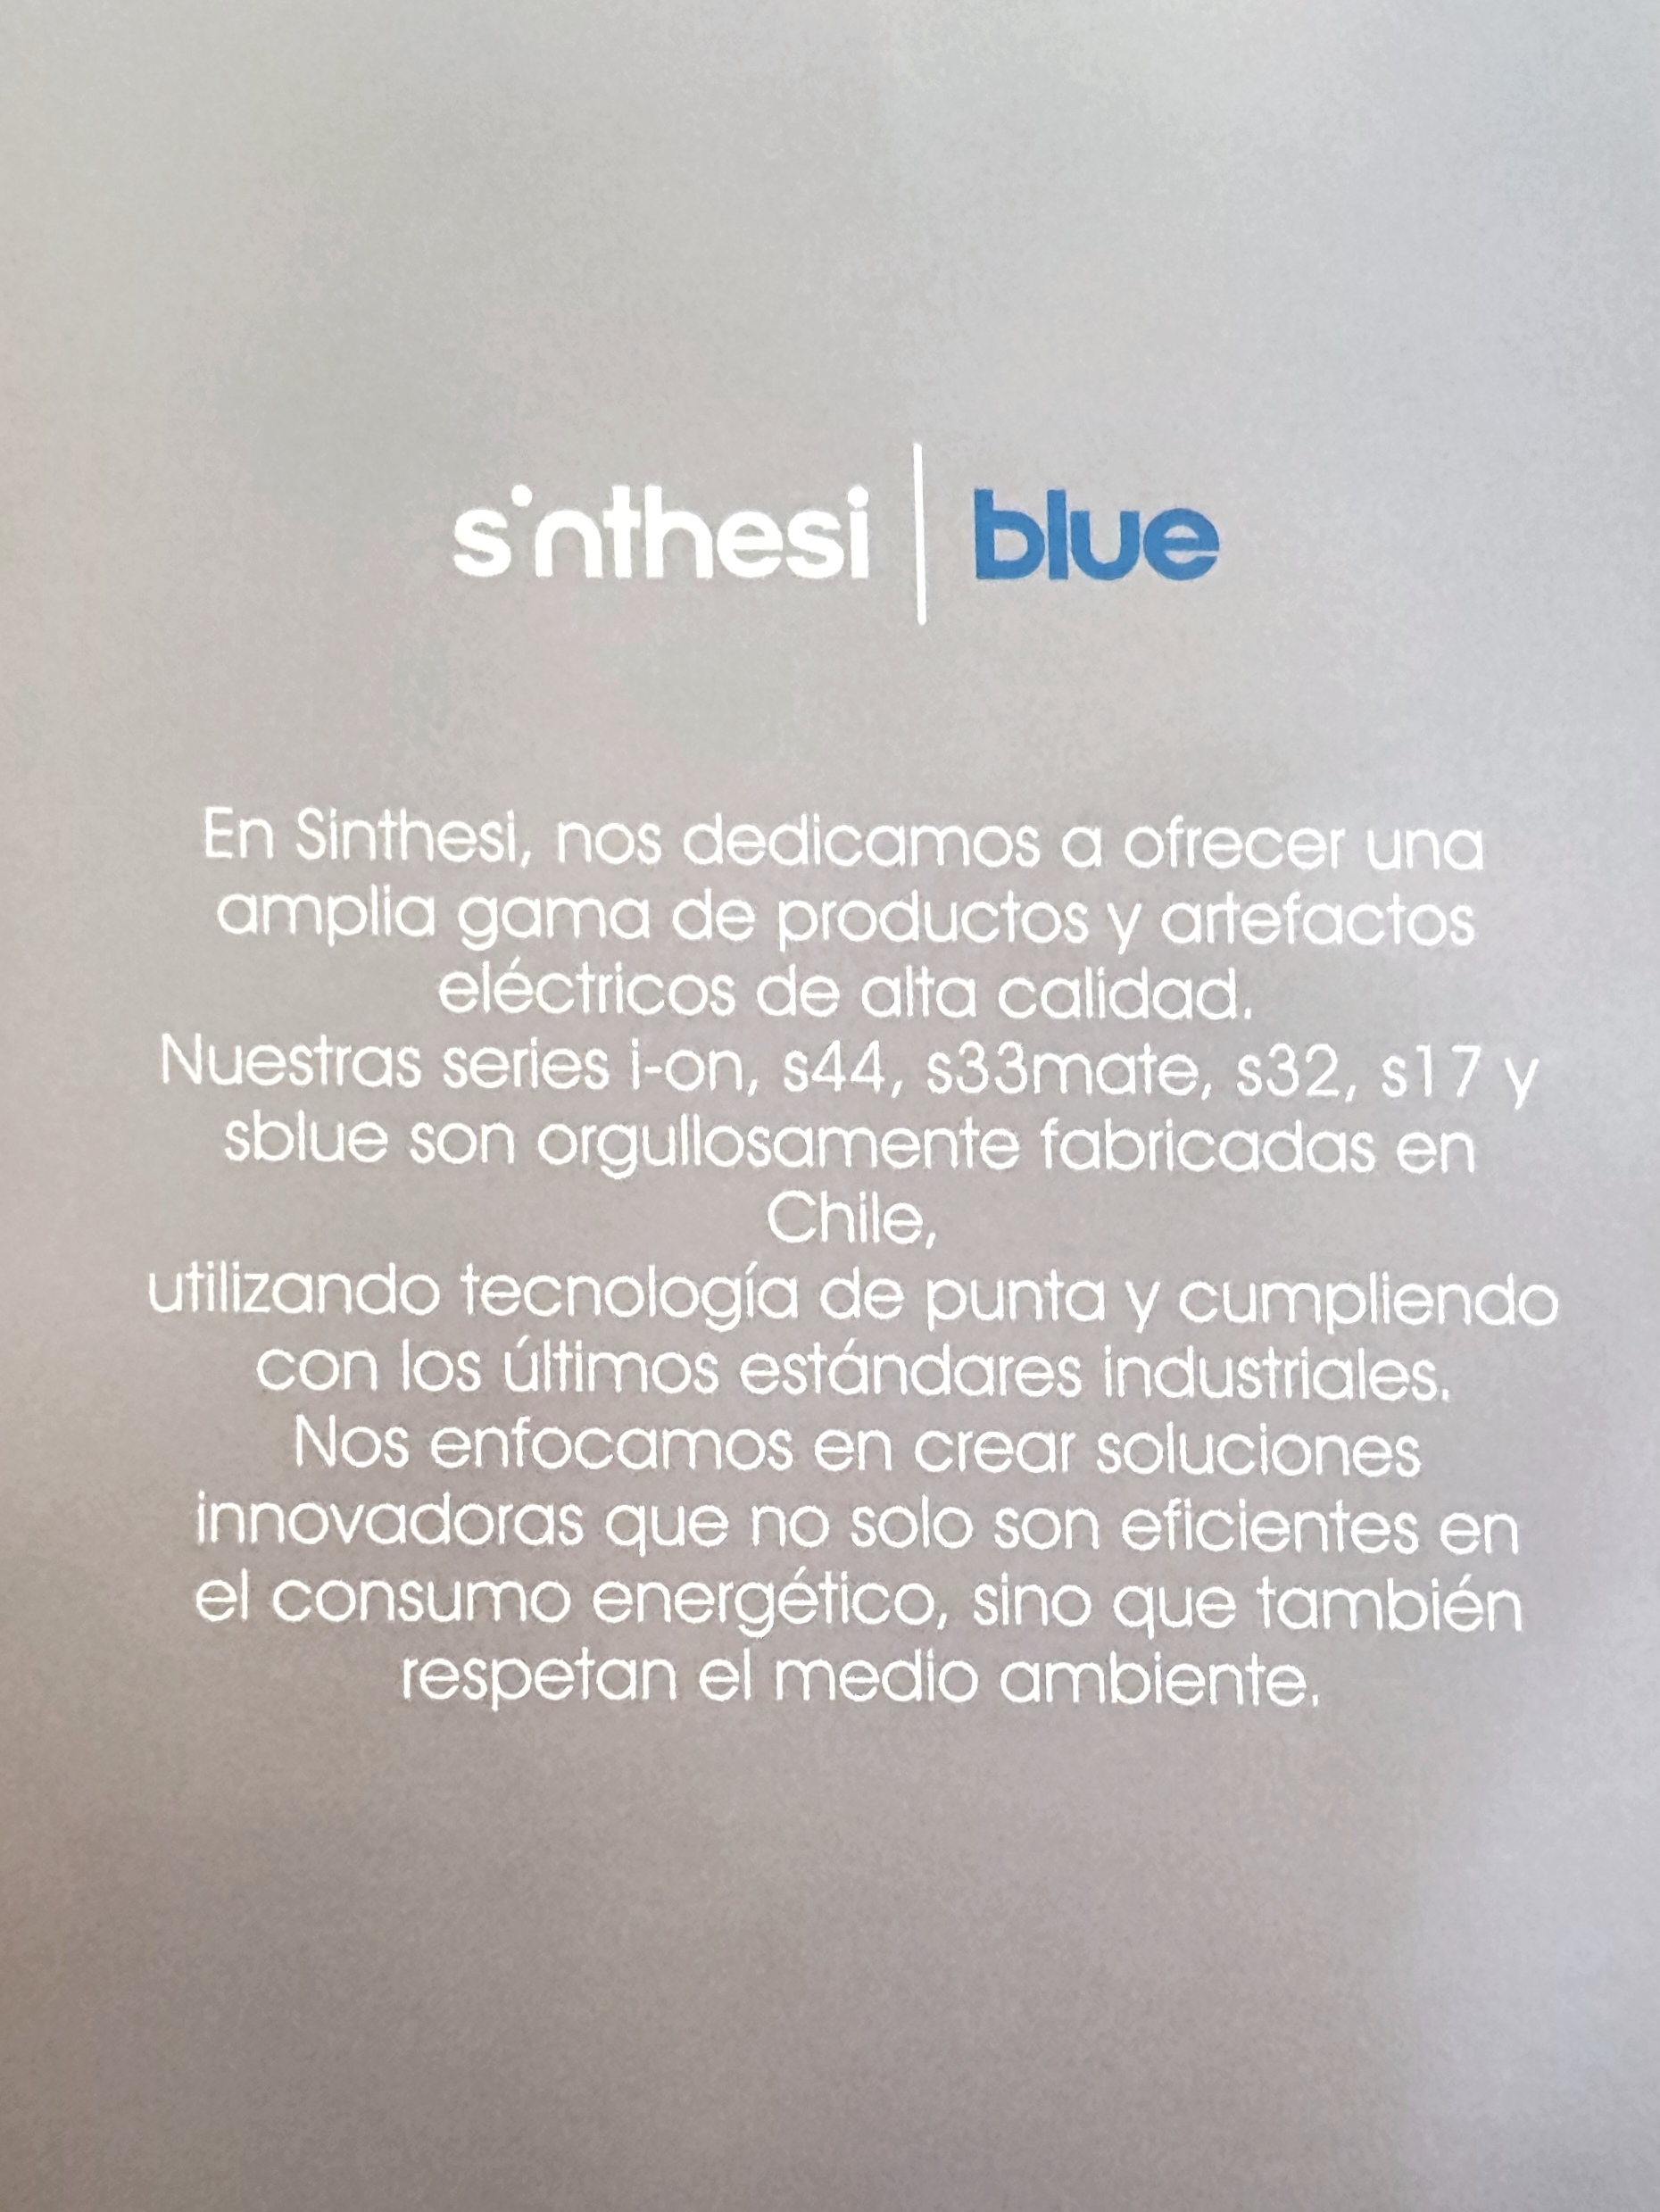 sinthesi | blue
En Sinthesi, nos dedicamos a ofrecer una
amplia gama de productos y artefactos
eléctricos de alta calidad.
Nuestras series i-on, s44, s33mate, s32, s17 y
sblue son orgullosamente fabricadas en
Chile,
utilizando tecnología de punta y cumpliendo
con los últimos estándares industriales.
Nos enfocamos en crear soluciones
innovadoras que no solo son eficientes en
el consumo energético, sino que también
respetan el medio ambiente.